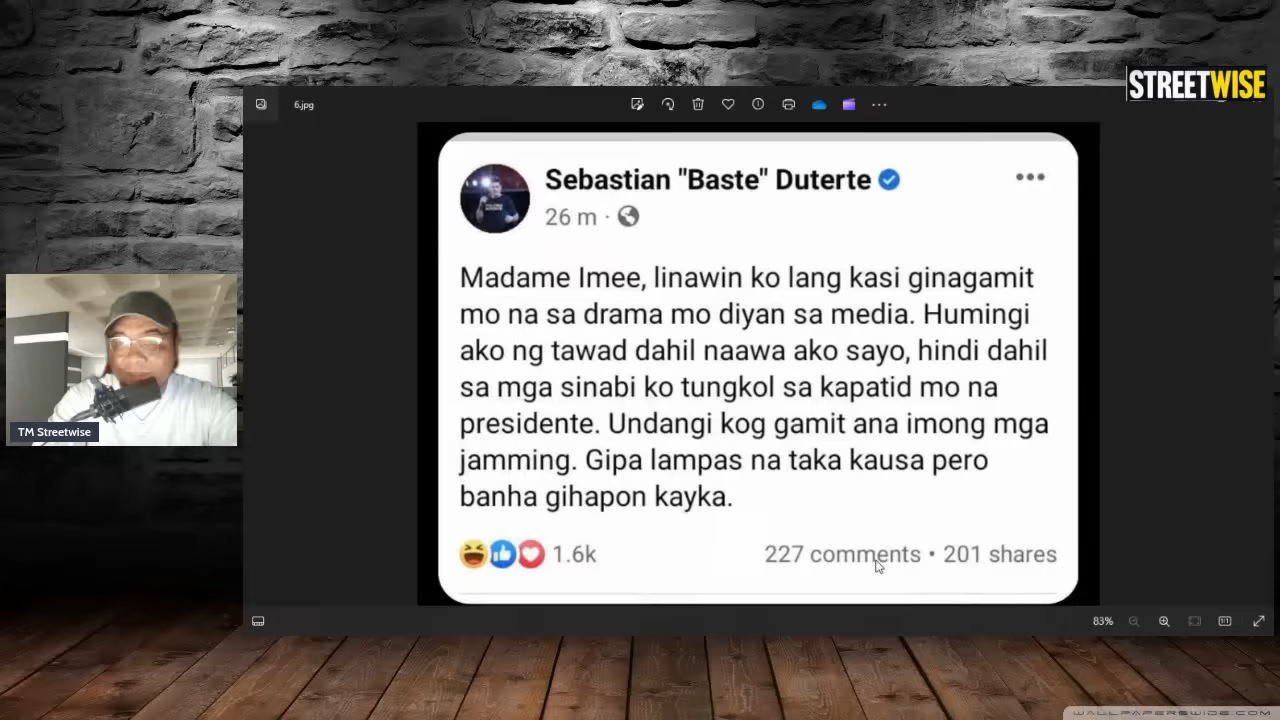 STREETWISE
6.jpg
Sebastian "Baste" Duterte
26 m ·
Madame Imee, linawin ko lang kasi ginagamit
mo na sa drama mo diyan sa media. Humingi
ako ng tawad dahil naawa ako sayo, hindi dahil
sa mga sinabi ko tungkol sa kapatid mo na
presidente. Undangi kog gamit ana imong mga
jamming. Gipa lampas na taka kausa pero
banha gihapon kayka.
1.6k
227 comments • 201 shares
TM Streetwise
83%
WALLPAPERSWIDE.COM